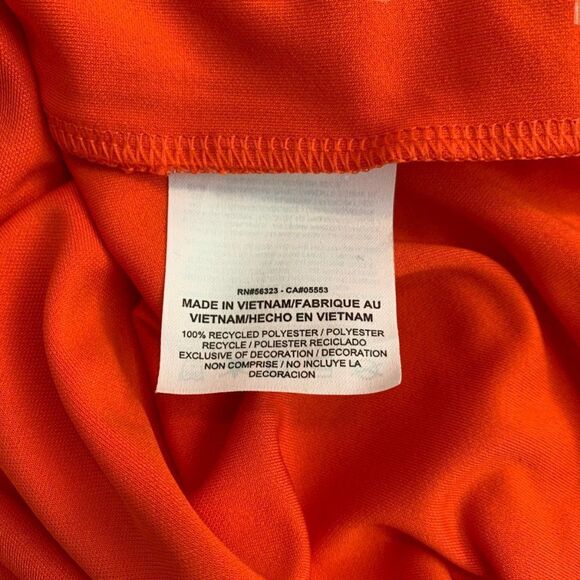 RN#56323 - CA#05553
MADE IN VIETNAM/FABRIQUE AU
VIETNAM/HECHO EN VIETNAM
100% RECYCLED POLYESTER / POLYESTER
RECYCLE / POLIESTER RECICLADO
EXCLUSIVE OF DECORATION / DECORATION
NON COMPRISE / NO INCLUYE LA
DECORACION